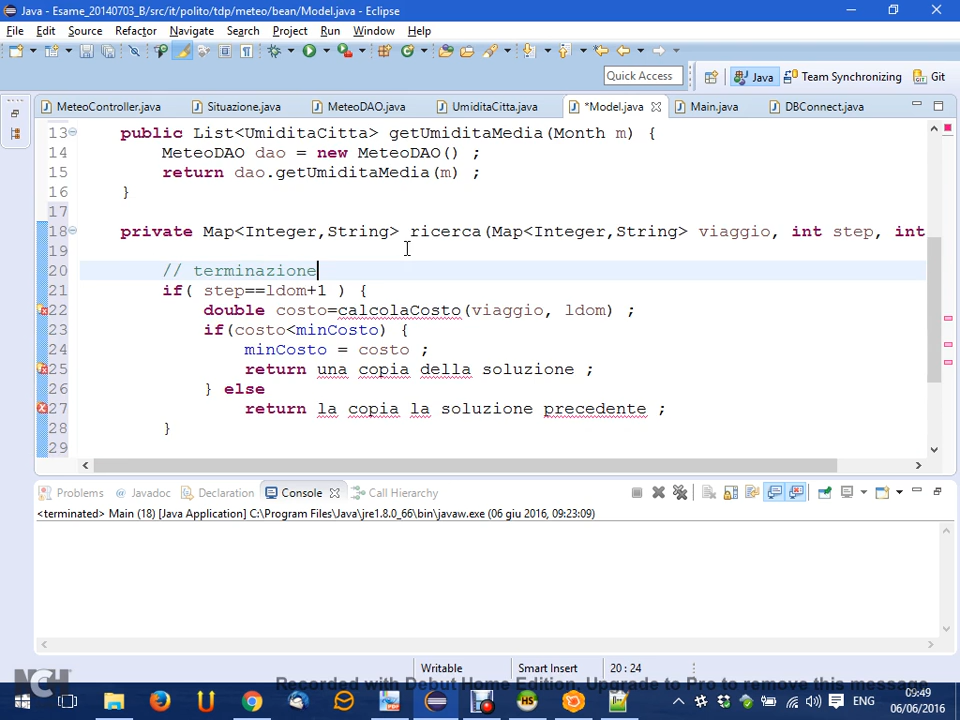 Java - Esame_20140703_B/src/it/polito/tdp/meteo/bean/Model.java - Eclipse
File Edit Source Refactor Navigate Search Project Run Window Help
Quick Access Java Team Synchronizing Git
MeteoController.java Situazione.java MeteoDAO.java UmiditaCitta.java *Model.java Main.java DBConnect.java
13 public List<UmiditaCitta> getUmiditaMedia(Month m) {
14 MeteoDAO dao = new MeteoDAO() ;
15 return dao.getUmiditaMedia(m) ;
16 }
17
18 private Map<Integer,String> ricerca(Map<Integer,String> viaggio, int step, int
19
20 // terminazione
21 if( step==ldom+1 ) {
22 double costo=calcolaCosto(viaggio, ldom) ;
23 if(costo<minCosto) {
24 minCosto = costo ;
25 return una copia della soluzione ;
26 } else
27 return la copia la soluzione precedente ;
28 }
29
Problems Javadoc Declaration Console Call Hierarchy
<terminated> Main (18) [Java Application] C:\Program Files\Java\jre1.8.0_66\bin\javaw.exe (06 giu 2016, 09:23:09)
Writable Smart Insert 20 : 24
NCH
Recorded with Debut Home Edition. Upgrade to Pro to remove this message
ENG
09:49
06/06/2016